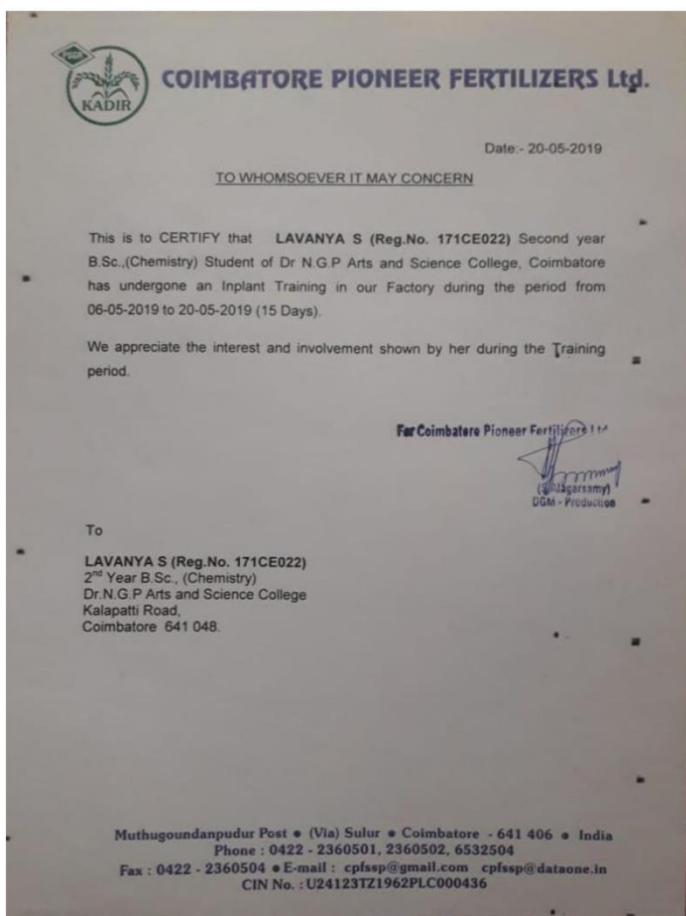 KADIR
COIMBATORE PIONEER FERTILIZERS Ltd.
Date:- 20-05-2019
TO WHOMSOEVER IT MAY CONCERN
This is to CERTIFY that LAVANYA S (Reg.No. 171CE022) Second year
B.Sc.,(Chemistry) Student of Dr N.G.P Arts and Science College, Coimbatore
has undergone an Inplant Training in our Factory during the period from
06-05-2019 to 20-05-2019 (15 Days).
We appreciate the interest and involvement shown by her during the Training
period.
For Coimbatore Pioneer Fertilizers Ltd
DGM - Production
To
LAVANYA S (Reg.No. 171CE022)
2nd Year B.Sc., (Chemistry)
Dr.N.G.P Arts and Science College
Kalapatti Road,
Coimbatore 641 048.
Muthugoundanpudur Post ● (Via) Sulur ● Coimbatore - 641 406 ● India
Phone : 0422 - 2360501, 2360502, 6532504
Fax : 0422 - 2360504 ● E-mail : cpfssp@gmail.com cpfssp@dataone.in
CIN No. : U24123TZ1962PLC000436